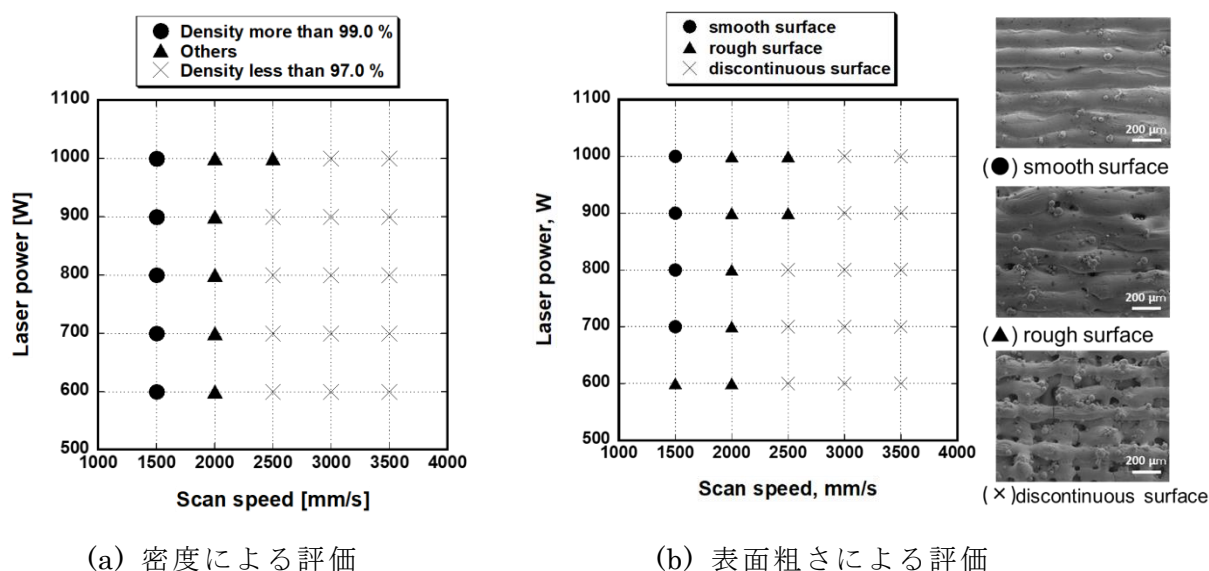 ● Density more than 99.0 %
▲ Others
× Density less than 97.0 %
1100
1000
900
800
700
600
500
Laser power [W]
1000 1500 2000 2500 3000 3500 4000
Scan speed [mm/s]
(a) 密度による評価
● smooth surface
▲ rough surface
× discontinuous surface
1100
1000
900
800
700
600
500
Laser power, W
1000 1500 2000 2500 3000 3500 4000
Scan speed, mm/s
200 µm
(●) smooth surface
200 µm
(▲) rough surface
200 µm
(×)discontinuous surface
(b) 表面粗さによる評価